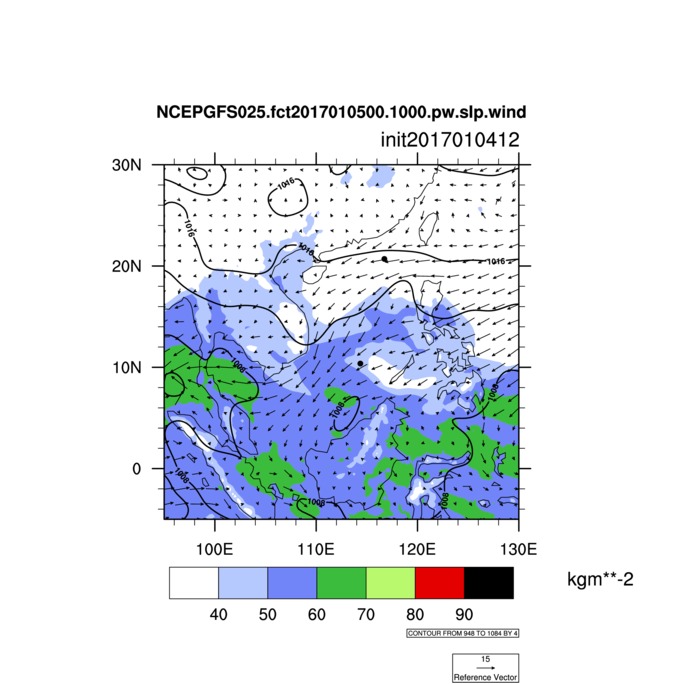 NCEPGFS025.fct2017010500.1000.pw.slp.wind
init2017010412
30N
20N
10N
0
1016
1016
1016
1016
1008
1008
1008
1008
1008
1008
100E
110E
120E
130E
kgm**-2
40
50
60
70
80
90
CONTOUR FROM 948 TO 1084 BY 4
15
Reference Vector